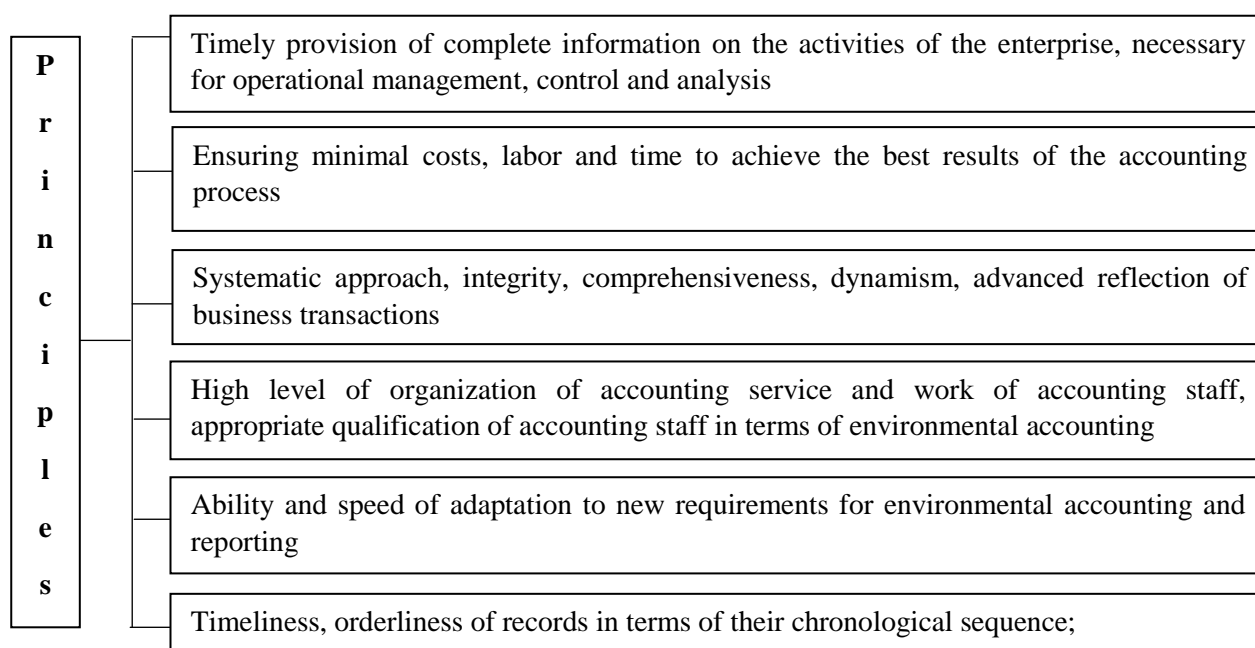 Principles
Timely provision of complete information on the activities of the enterprise, necessary
for operational management, control and analysis
Ensuring minimal costs, labor and time to achieve the best results of the accounting
process
Systematic approach, integrity, comprehensiveness, dynamism, advanced reflection of
business transactions
High level of organization of accounting service and work of accounting staff,
appropriate qualification of accounting staff in terms of environmental accounting
Ability and speed of adaptation to new requirements for environmental accounting and
reporting
Timeliness, orderliness of records in terms of their chronological sequence;